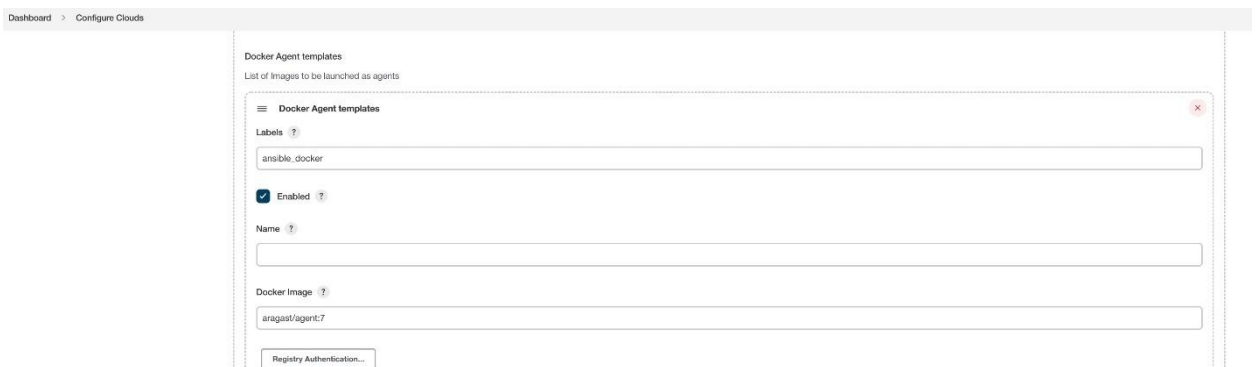 Dashboard > Configure Clouds
Docker Agent templates
List of Images to be launched as agents
Docker Agent templates
Labels ?
ansible_docker
Enabled ?
Name ?
Docker Image ?
aragast/agent:7
Registry Authentication...